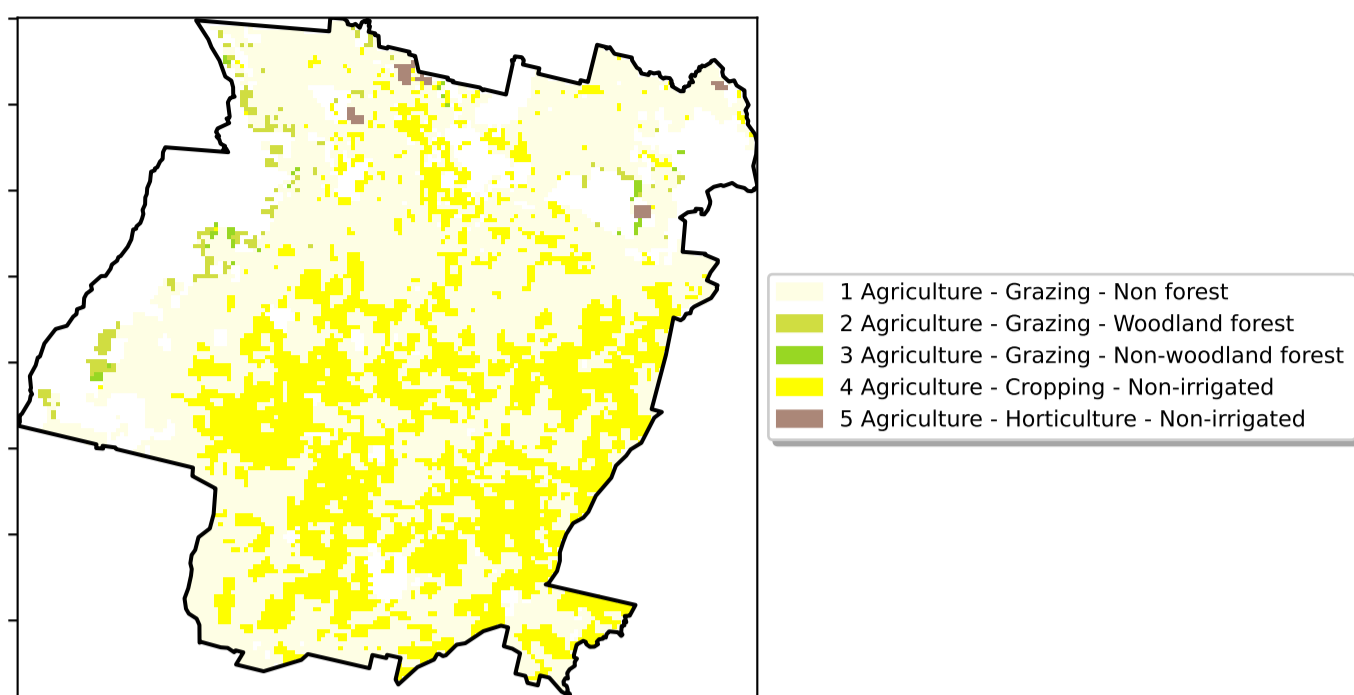 1 Agriculture - Grazing - Non forest
2 Agriculture - Grazing - Woodland forest
3 Agriculture - Grazing - Non-woodland forest
4 Agriculture - Cropping - Non-irrigated
5 Agriculture - Horticulture - Non-irrigated